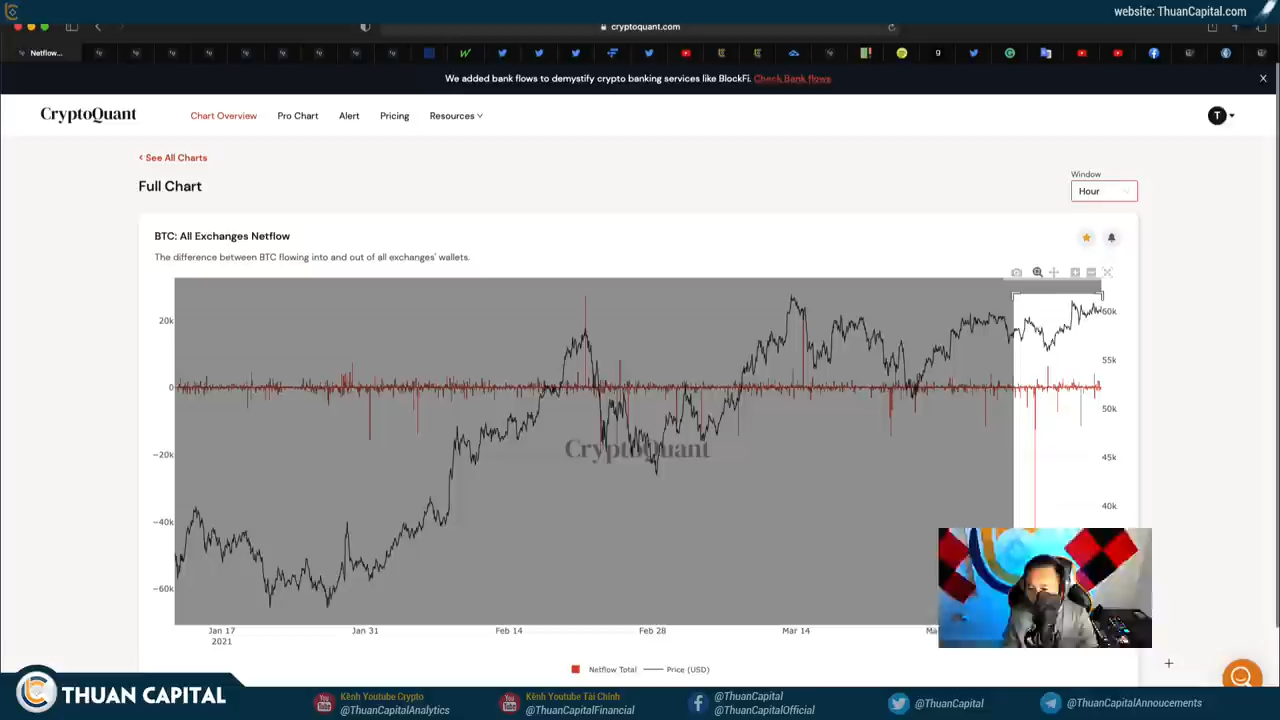 website: ThuanCapital.com
cryptoquant.com
Netflow...
We added bank flows to demystify crypto banking services like BlockFi. Check Bank flows
CryptoQuant
Chart Overview
Pro Chart
Alert
Pricing
Resources
T
< See All Charts
Full Chart
Window
Hour
BTC: All Exchanges Netflow
The difference between BTC flowing into and out of all exchanges' wallets.
20k
0
−20k
−40k
−60k
60k
55k
50k
45k
40k
CryptoQuant
Jan 17
2021
Jan 31
Feb 14
Feb 28
Mar 14
Netflow Total
Price (USD)
THUAN CAPITAL
Kênh Youtube Crypto
@ThuanCapitalAnalytics
Kênh Youtube Tài Chính
@ThuanCapitalFinancial
@ThuanCapital
@ThuanCapitalOfficial
@ThuanCapital
@ThuanCapitalAnnoucements